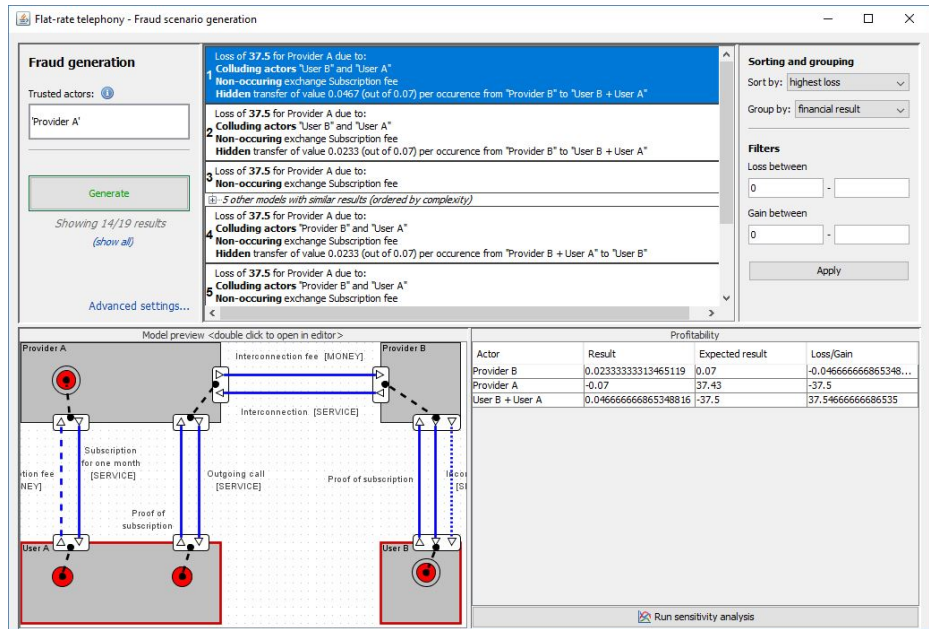 Flat-rate telephony - Fraud scenario generation
Fraud generation
Trusted actors:
'Provider A'
Generate
Showing 14/19 results
(show all)
Advanced settings...
1
Loss of 37.5 for Provider A due to:
Colluding actors "User B" and "User A"
Non-occuring exchange Subscription fee
Hidden transfer of value 0.0467 (out of 0.07) per occurence from "Provider B" to "User B + User A"
2
Loss of 37.5 for Provider A due to:
Colluding actors "User B" and "User A"
Non-occuring exchange Subscription fee
Hidden transfer of value 0.0233 (out of 0.07) per occurence from "Provider B" to "User B + User A"
3
Loss of 37.5 for Provider A due to:
Non-occuring exchange Subscription fee
5 other models with similar results (ordered by complexity)
4
Loss of 37.5 for Provider A due to:
Colluding actors "Provider B" and "User A"
Non-occuring exchange Subscription fee
Hidden transfer of value 0.0233 (out of 0.07) per occurence from "Provider B + User A" to "User B"
5
Loss of 37.5 for Provider A due to:
Colluding actors "Provider B" and "User A"
Non-occuring exchange Subscription fee
Sorting and grouping
Sort by: highest loss
Group by: financial result
Filters
Loss between
0 -
Gain between
0 -
Apply
Model preview <double click to open in editor>
Provider A
Interconnection fee [MONEY]
Provider B
Interconnection [SERVICE]
tion fee
NEY]
Subscription
for one month
[SERVICE]
Outgoing call
[SERVICE]
Proof of subscription
Incor
[SE
Proof of
subscription
User A
User B
Profitability
Actor Result Expected result Loss/Gain
Provider B 0.02333333313465119 0.07 -0.046666666865348...
Provider A -0.07 37.43 -37.5
User B + User A 0.046666666865348816 -37.5 37.54666666686535
Run sensitivity analysis